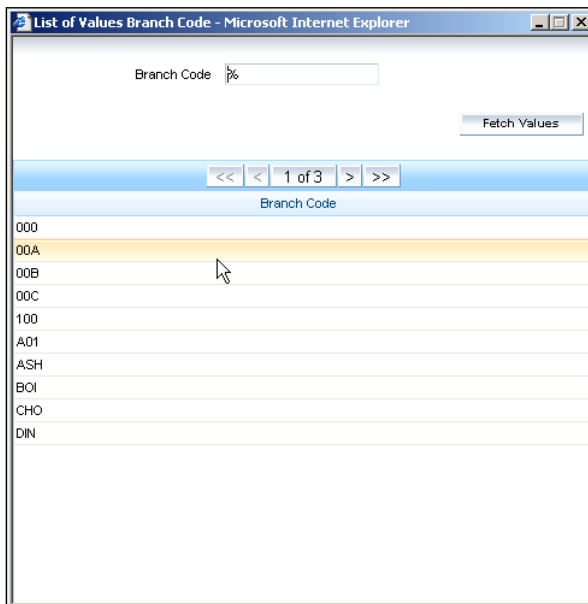 List of Values Branch Code - Microsoft Internet Explorer
Branch Code %
Fetch Values
<< < 1 of 3 > >>
Branch Code
000
00A
00B
00C
100
A01
ASH
BOI
CHO
DIN